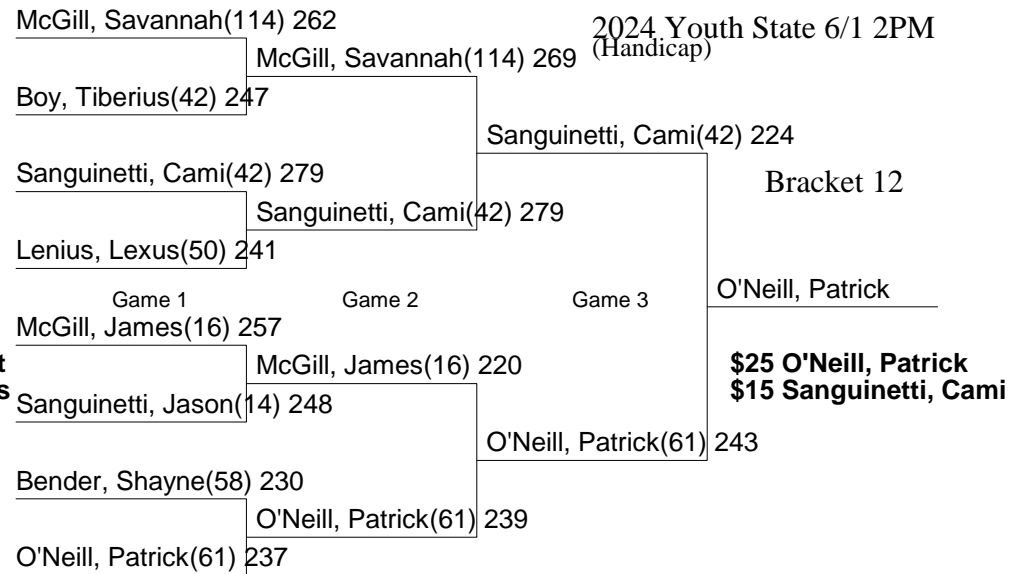 McGill, Savannah(114) 262
2024 Youth State 6/1 2PM
(Handicap)
McGill, Savannah(114) 269
Boy, Tiberius(42) 247
Sanguinetti, Cami(42) 224
Sanguinetti, Cami(42) 279
Bracket 12
Sanguinetti, Cami(42) 279
Lenius, Lexus(50) 241
Game 1
Game 2
Game 3
O'Neill, Patrick
McGill, James(16) 257
McGill, James(16) 220
$25 O'Neill, Patrick
$15 Sanguinetti, Cami
Sanguinetti, Jason(14) 248
O'Neill, Patrick(61) 243
Bender, Shayne(58) 230
O'Neill, Patrick(61) 239
O'Neill, Patrick(61) 237